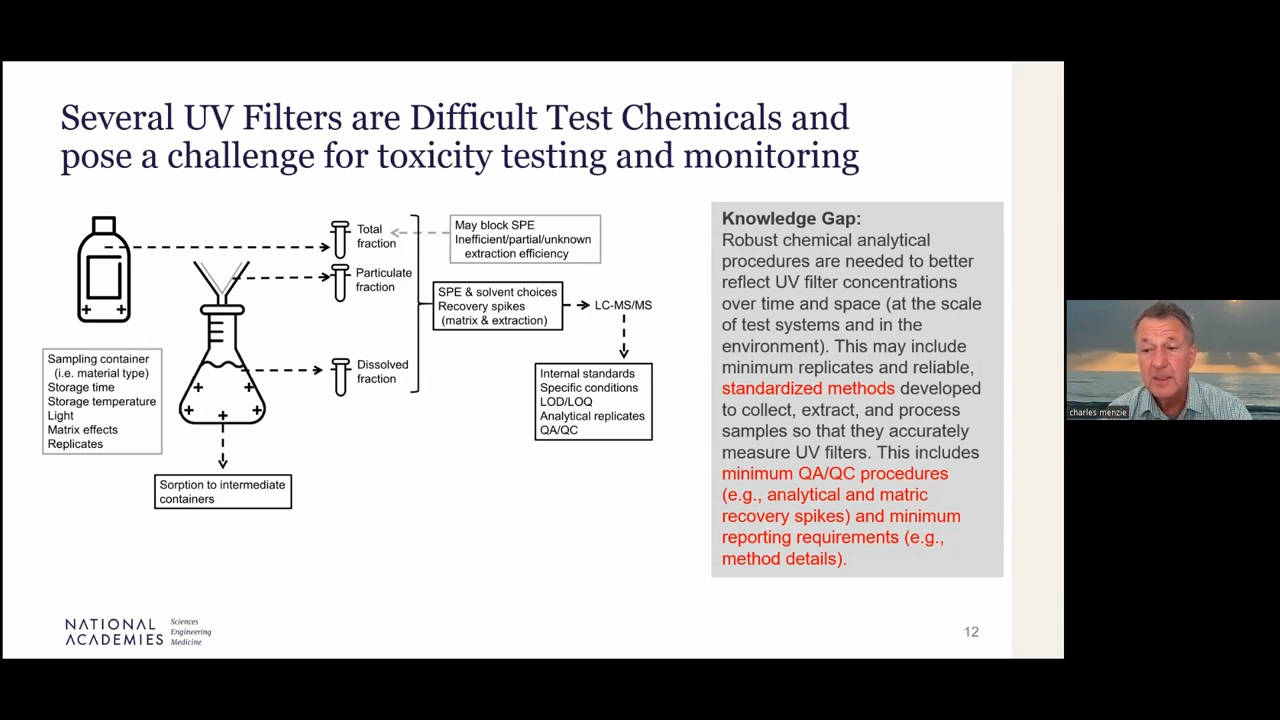 Several UV Filters are Difficult Test Chemicals and
pose a challenge for toxicity testing and monitoring
Total
fraction
May block SPE
Inefficient/partial/unknown
extraction efficiency
Particulate
fraction
SPE & solvent choices
Recovery spikes
(matrix & extraction)
LC-MS/MS
Sampling container
(i.e. material type)
Storage time
Storage temperature
Light
Matrix effects
Replicates
Dissolved
fraction
Internal standards
Specific conditions
LOD/LOQ
Analytical replicates
QA/QC
Sorption to intermediate
containers
Knowledge Gap:
Robust chemical analytical
procedures are needed to better
reflect UV filter concentrations
over time and space (at the scale
of test systems and in the
environment). This may include
minimum replicates and reliable,
standardized methods developed
to collect, extract, and process
samples so that they accurately
measure UV filters. This includes
minimum QA/QC procedures
(e.g., analytical and matric
recovery spikes) and minimum
reporting requirements (e.g.,
method details).
NATIONAL
ACADEMIES
Sciences
Engineering
Medicine
12
charles menzie